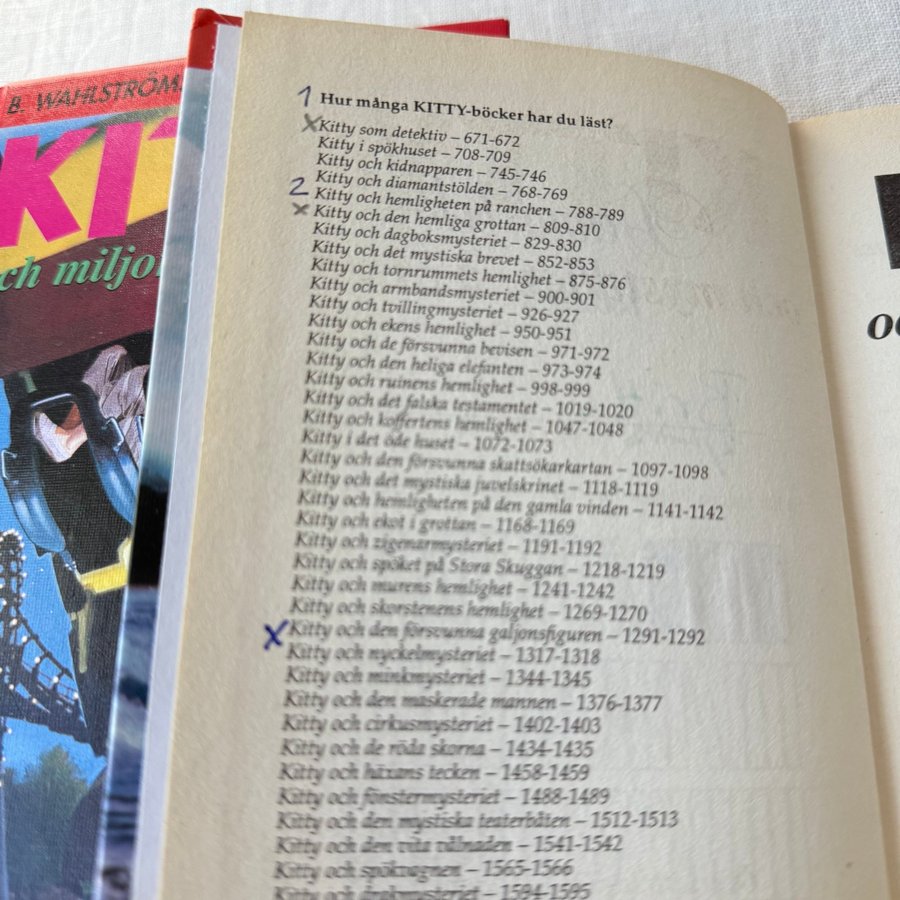 B. WAHLSTRÖM
KIT
ch miljo
1 Hur många KITTY-böcker har du läst?
X Kitty som detektiv – 671-672
Kitty i spökhuset – 708-709
Kitty och kidnapparen – 745-746
Kitty och diamantstölden – 768-769
2 Kitty och hemligheten på ranchen – 788-789
x Kitty och den hemliga grottan – 809-810
Kitty och dagboksmysteriet – 829-830
Kitty och det mystiska brevet – 852-853
Kitty och tornrummets hemlighet – 875-876
Kitty och armbandsmysteriet – 900-901
Kitty och tvillingmysteriet – 926-927
Kitty och ekens hemlighet – 950-951
Kitty och de försvunna bevisen – 971-972
Kitty och den heliga elefanten – 973-974
Kitty och ruinens hemlighet – 998-999
Kitty och det falska testamentet – 1019-1020
Kitty och koffertens hemlighet – 1047-1048
Kitty i det öde huset – 1072-1073
Kitty och den försvunna skattsökarkartan – 1097-1098
Kitty och det mystiska juvelskrinet – 1118-1119
Kitty och hemligheten på den gamla vinden – 1141-1142
Kitty och ekot i grottan – 1168-1169
Kitty och zigenarmysteriet – 1191-1192
Kitty och spöket på Stora Skuggan – 1218-1219
Kitty och murens hemlighet – 1241-1242
Kitty och skorstenens hemlighet – 1269-1270
X Kitty och den försvunna galjonsfiguren – 1291-1292
Kitty och nyckelmysteriet – 1317-1318
Kitty och minkmysteriet – 1344-1345
Kitty och den maskerade mannen – 1376-1377
Kitty och cirkusmysteriet – 1402-1403
Kitty och de röda skorna – 1434-1435
Kitty och häxans tecken – 1458-1459
Kitty och fönstermysteriet – 1488-1489
Kitty och den mystiska teaterbåten – 1512-1513
Kitty och den vita vålnaden – 1541-1542
Kitty och spökvagnen – 1565-1566
Kitty och drakmysteriet – 1594-1595
oc